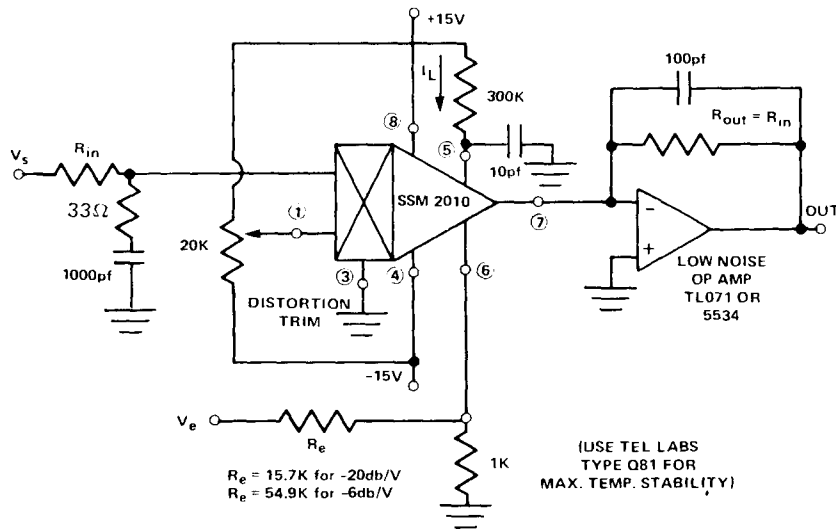 +15V
I_L
300K
100pf
R_out = R_in
⑧
⑤
10pf
V_s
R_in
SSM 2010
33Ω
①
⑦
OUT
20K
-
+
1000pf
③
④
⑥
LOW NOISE
OP AMP
TL071 OR
5534
DISTORTION
TRIM
-15V
V_e
R_e
1K
R_e = 15.7K for -20db/V
R_e = 54.9K for -6db/V
(USE TEL LABS
TYPE Q81 FOR
MAX. TEMP. STABILITY)